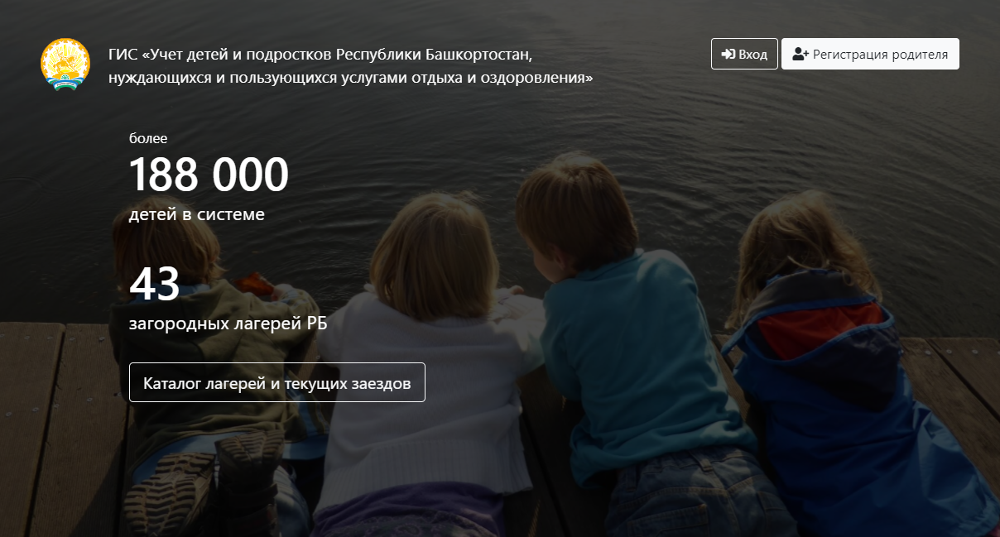 ГИС «Учет детей и подростков Республики Башкортостан,
нуждающихся и пользующихся услугами отдыха и оздоровления»
Вход
Регистрация родителя
более
188 000
детей в системе
43
загородных лагерей РБ
Каталог лагерей и текущих заездов